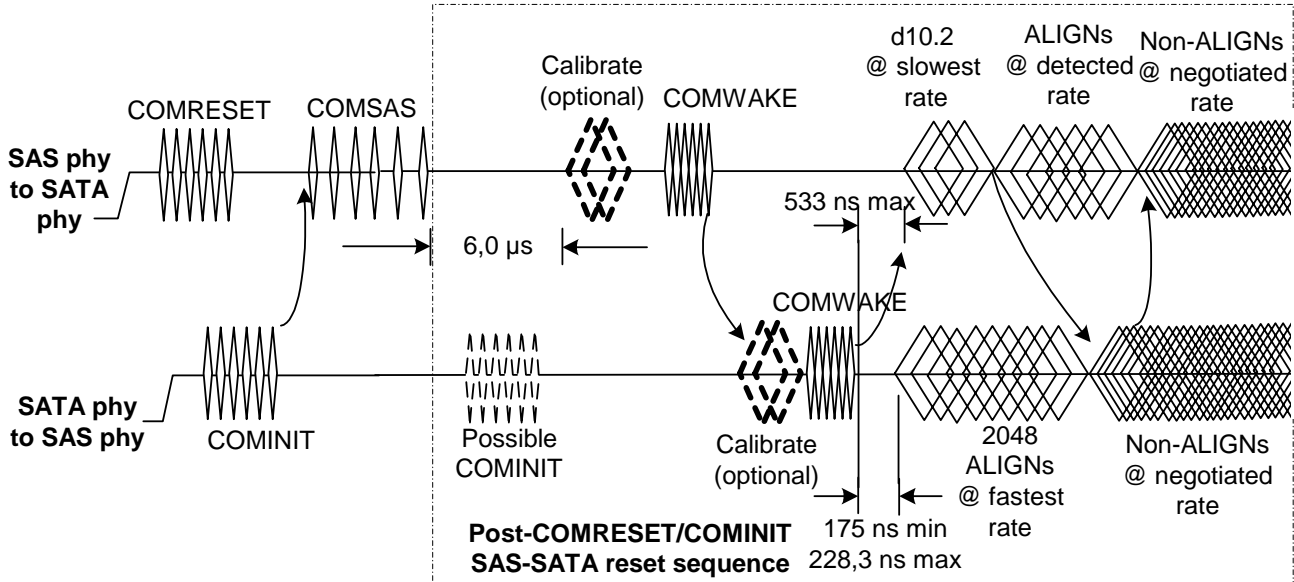 d10.2
@ slowest
rate
ALIGNs
@ detected
rate
Non-ALIGNs
@ negotiated
rate
Calibrate
(optional)
COMRESET
COMSAS
COMWAKE
SAS phy
to SATA
phy
533 ns max
6,0 µs
COMWAKE
SATA phy
to SAS phy
COMINIT
Possible
COMINIT
Calibrate
(optional)
2048
ALIGNs
@ fastest
rate
Non-ALIGNs
@ negotiated
rate
175 ns min
228,3 ns max
Post-COMRESET/COMINIT
SAS-SATA reset sequence